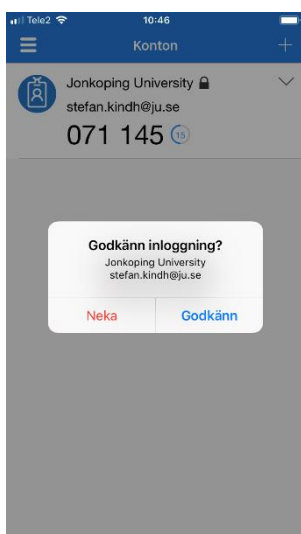 Tele2
10:46
Konton
Jonkoping University
stefan.kindh@ju.se
071 145
15
Godkänn inloggning?
Jonkoping University
stefan.kindh@ju.se
Neka
Godkänn